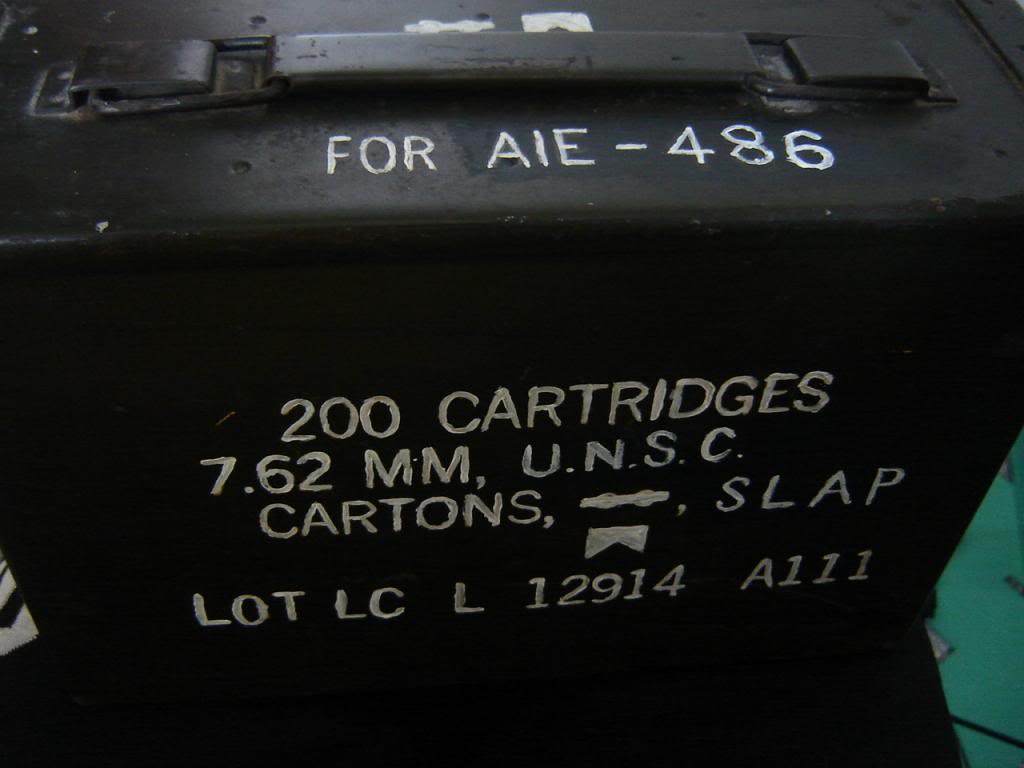 FOR AIE-486
200 CARTRIDGES
7.62 MM, U.N.S.C.
CARTONS, , SLAP
LOT LC L 12914 A111